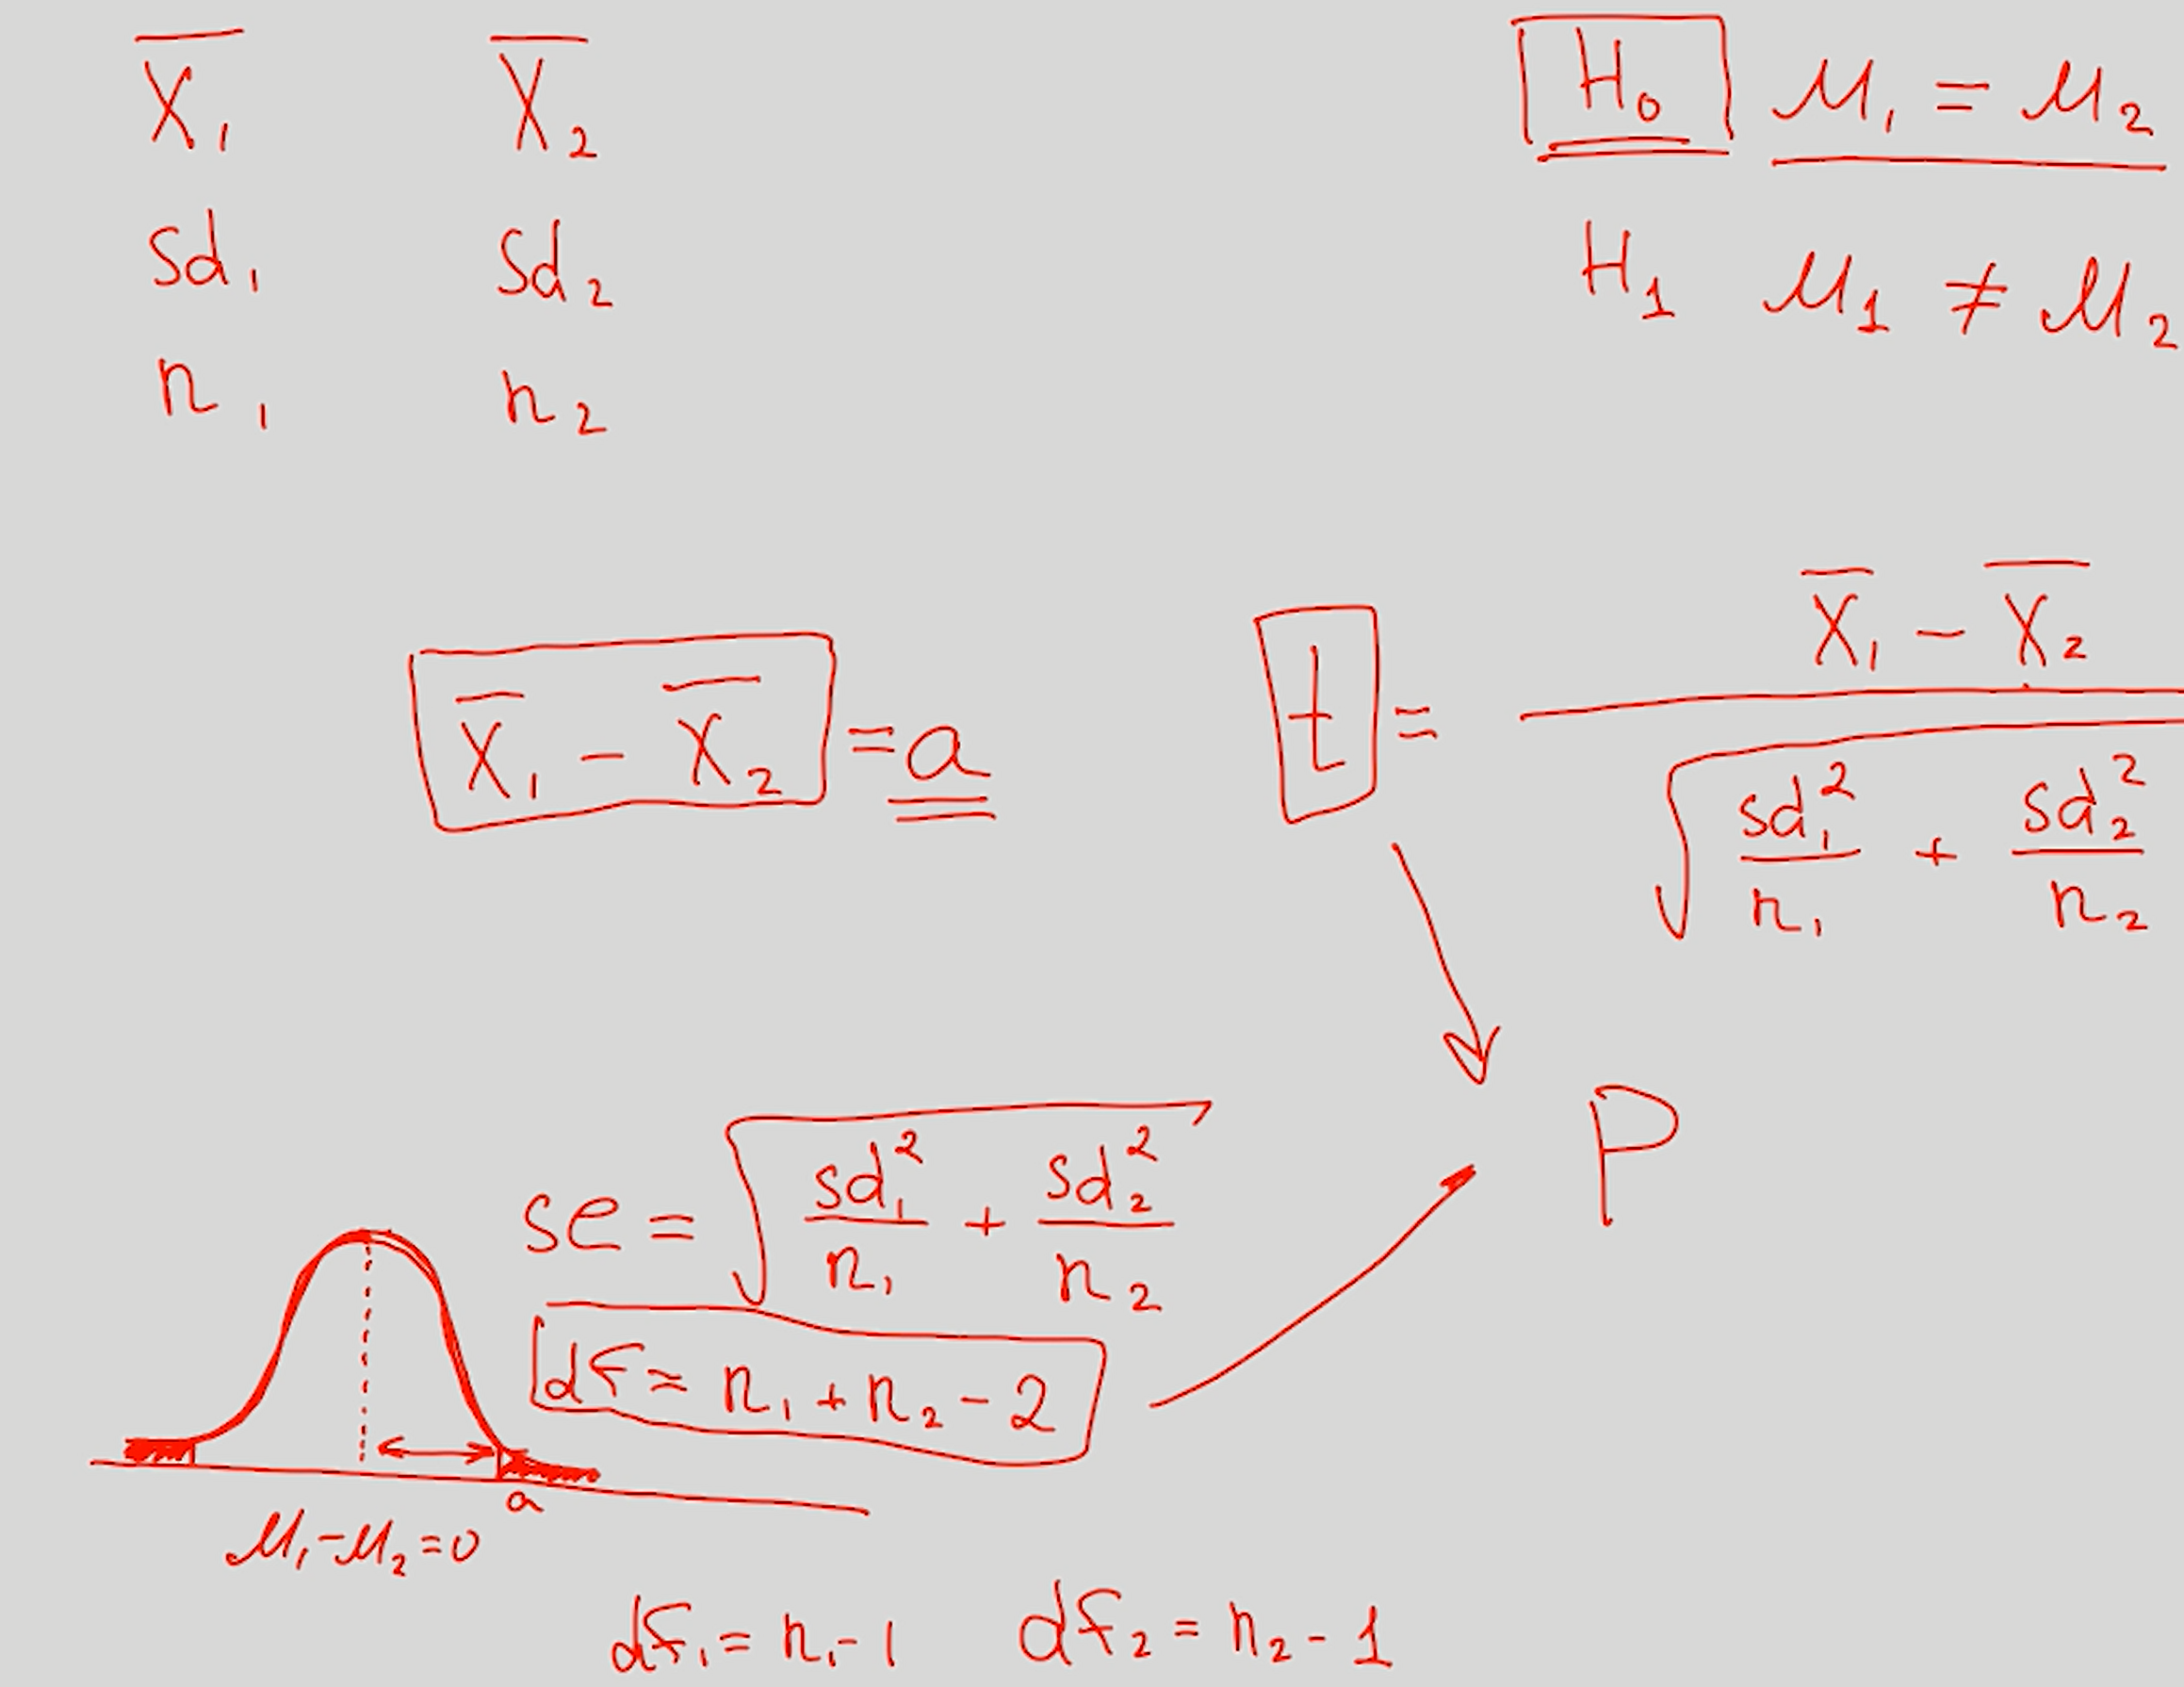 X̅₁ X̅₂ H₀ μ₁ = μ₂
sd₁ sd₂ H₁ μ₁ ≠ μ₂
n₁ n₂
X̅₁ - X̅₂ = a
t = (X̅₁ - X̅₂) / √(sd₁²/n₁ + sd₂²/n₂)
P
se = √(sd₁²/n₁ + sd₂²/n₂)
df = n₁ + n₂ - 2
a
μ₁ - μ₂ = 0
df₁ = n₁ - 1 df₂ = n₂ - 1